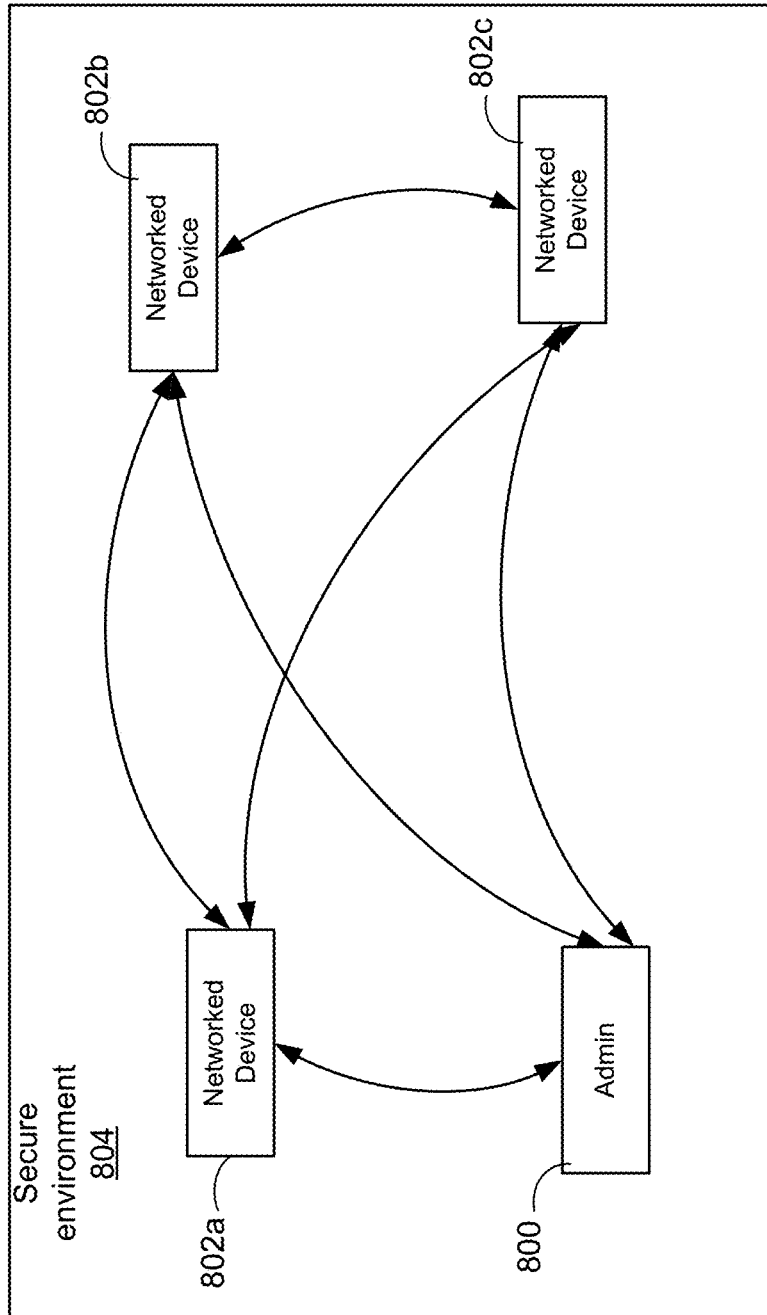 Secure
environment
804
802a
Networked
Device
802b
Networked
Device
800
Admin
802c
Networked
Device